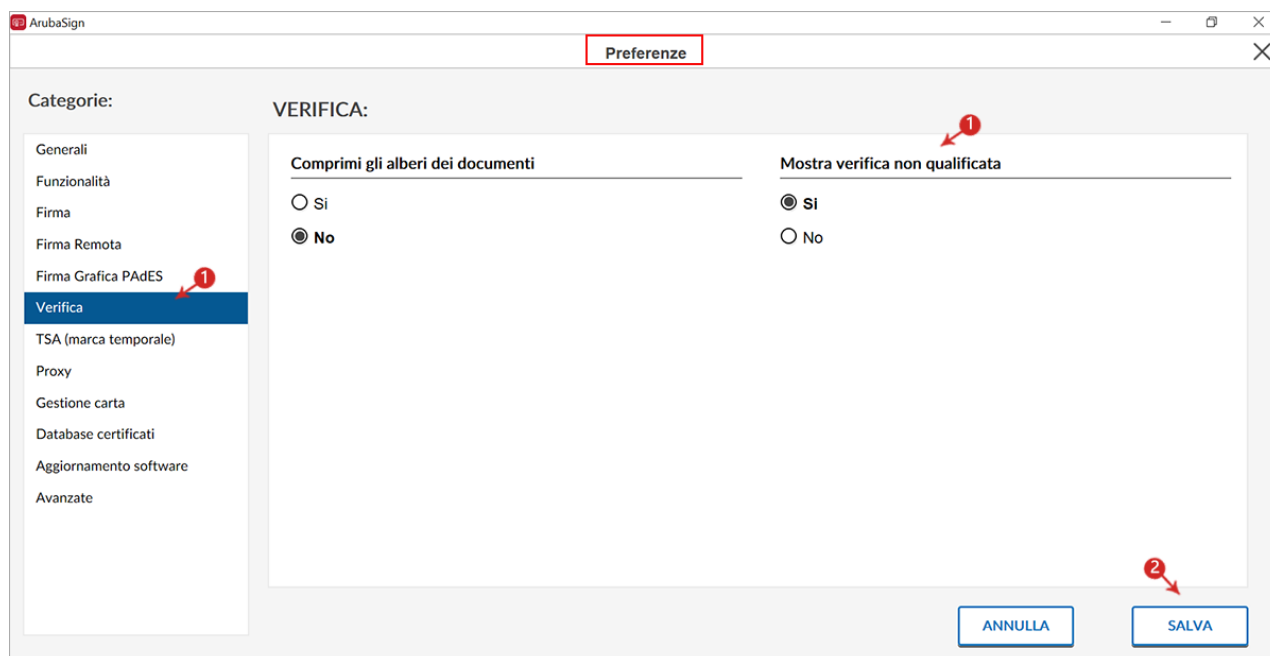 ArubaSign
Preferenze
Categorie:
Generali
Funzionalità
Firma
Firma Remota
Firma Grafica PAdES
1
Verifica
TSA (marca temporale)
Proxy
Gestione carta
Database certificati
Aggiornamento software
Avanzate
VERIFICA:
Comprimi gli alberi dei documenti
Si
No
1
Mostra verifica non qualificata
Si
No
2
ANNULLA
SALVA